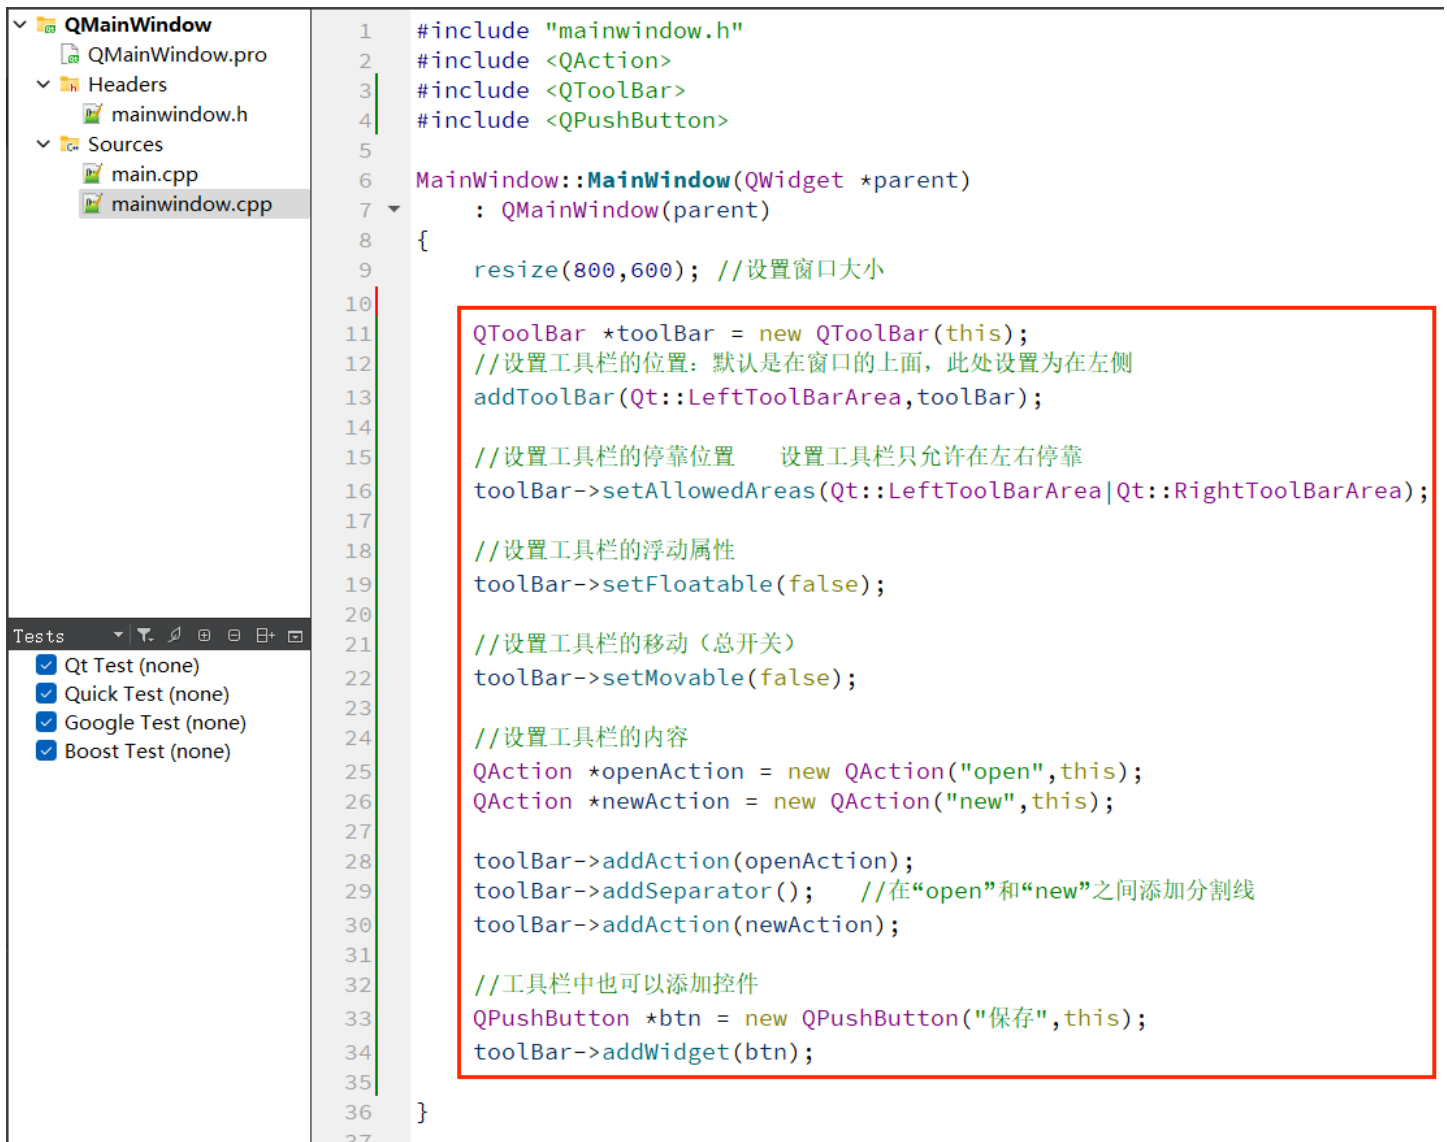 QMainWindow
QMainWindow.pro
Headers
mainwindow.h
Sources
main.cpp
mainwindow.cpp
Tests
Qt Test (none)
Quick Test (none)
Google Test (none)
Boost Test (none)
1 #include "mainwindow.h"
2 #include <QAction>
3 #include <QToolBar>
4 #include <QPushButton>
5
6 MainWindow::MainWindow(QWidget *parent)
7 : QMainWindow(parent)
8 {
9 resize(800,600); //设置窗口大小
10
11 QToolBar *toolBar = new QToolBar(this);
12 //设置工具栏的位置：默认是在窗口的上面，此处设置为在左侧
13 addToolBar(Qt::LeftToolBarArea,toolBar);
14
15 //设置工具栏的停靠位置 设置工具栏只允许在左右停靠
16 toolBar->setAllowedAreas(Qt::LeftToolBarArea|Qt::RightToolBarArea);
17
18 //设置工具栏的浮动属性
19 toolBar->setFloatable(false);
20
21 //设置工具栏的移动（总开关）
22 toolBar->setMovable(false);
23
24 //设置工具栏的内容
25 QAction *openAction = new QAction("open",this);
26 QAction *newAction = new QAction("new",this);
27
28 toolBar->addAction(openAction);
29 toolBar->addSeparator(); //在“open”和“new”之间添加分割线
30 toolBar->addAction(newAction);
31
32 //工具栏中也可以添加控件
33 QPushButton *btn = new QPushButton("保存",this);
34 toolBar->addWidget(btn);
35
36 }
37